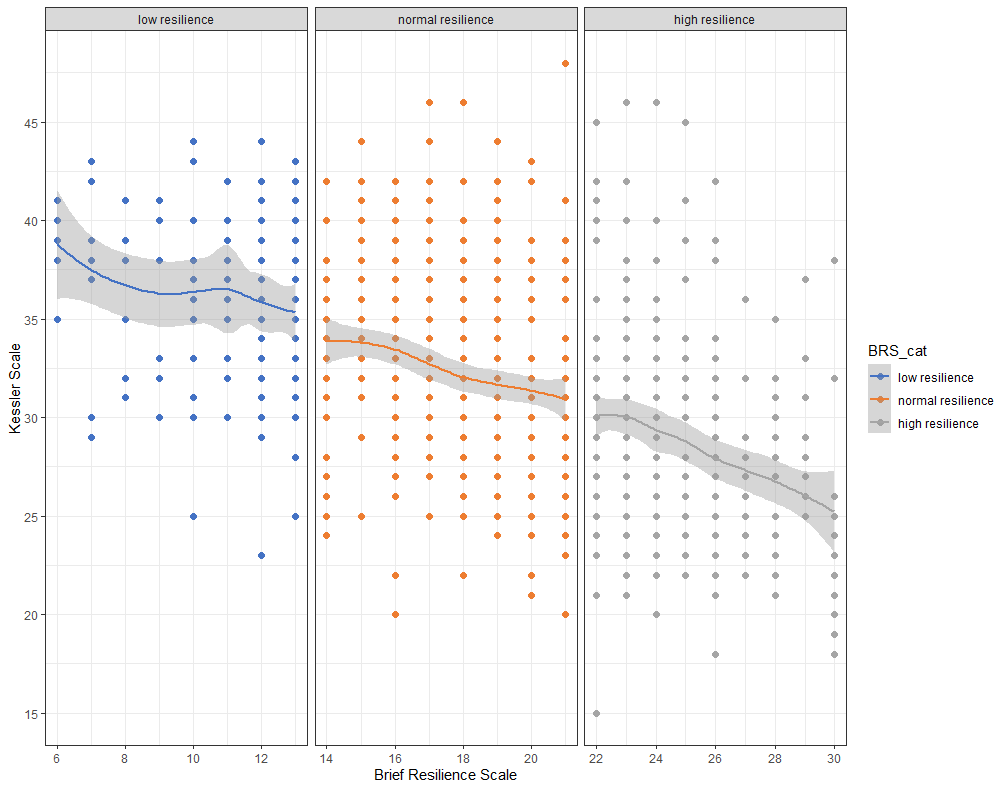 low resilience
normal resilience
high resilience
45
40
35
30
25
20
15
Kessler Scale
6
8
10
12
14
16
18
20
22
24
26
28
30
Brief Resilience Scale
BRS_cat
low resilience
normal resilience
high resilience